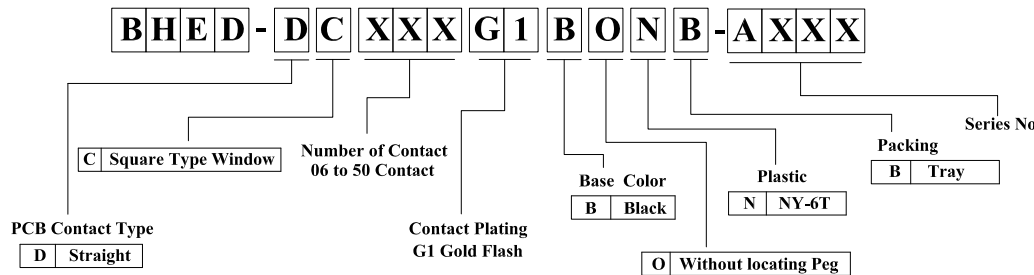 BHED-DCXXXG1BONB-AXXX
Series No
C Square Type Window
Number of Contact
06 to 50 Contact
Packing
B Tray
Base Color
B Black
Plastic
N NY-6T
PCB Contact Type
D Straight
Contact Plating
G1 Gold Flash
O Without locating Peg